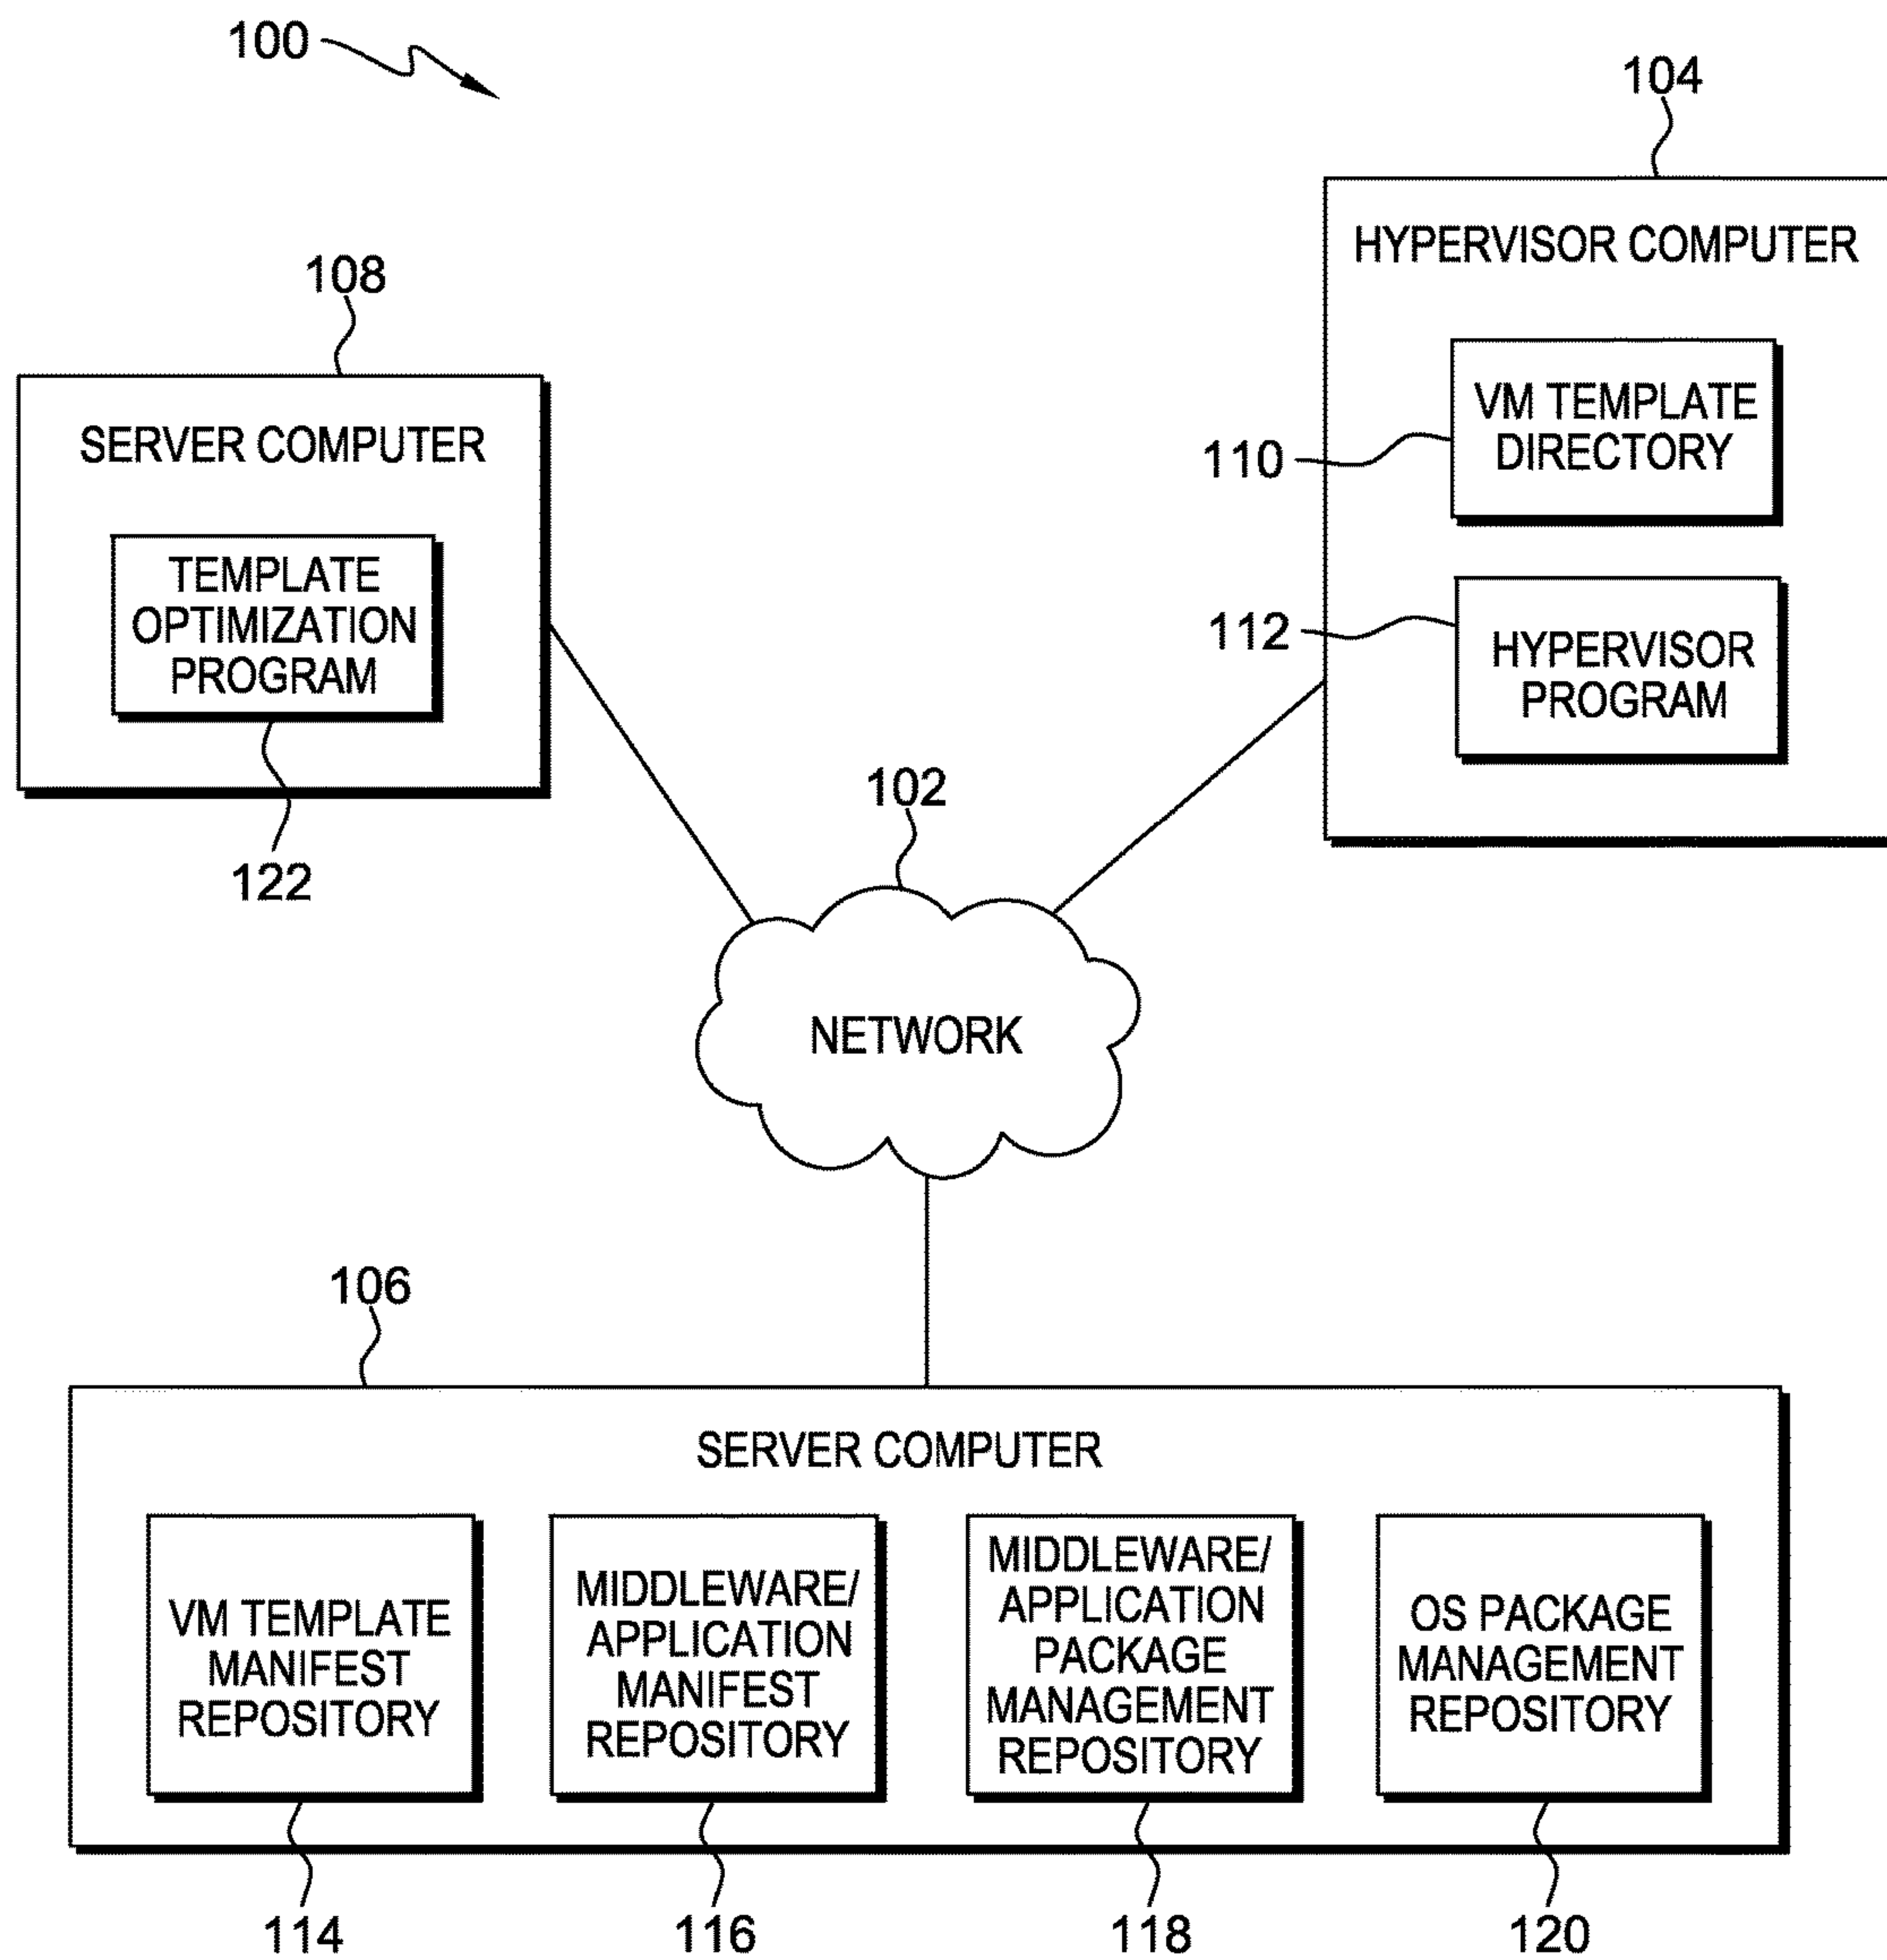 100
104
HYPERVISOR COMPUTER
108
SERVER COMPUTER
VM TEMPLATE
DIRECTORY
110
TEMPLATE
OPTIMIZATION
PROGRAM
112
HYPERVISOR
PROGRAM
122
102
NETWORK
106
SERVER COMPUTER
VM TEMPLATE
MANIFEST
REPOSITORY
MIDDLEWARE/
APPLICATION
MANIFEST
REPOSITORY
MIDDLEWARE/
APPLICATION
PACKAGE
MANAGEMENT
REPOSITORY
OS PACKAGE
MANAGEMENT
REPOSITORY
114
116
118
120